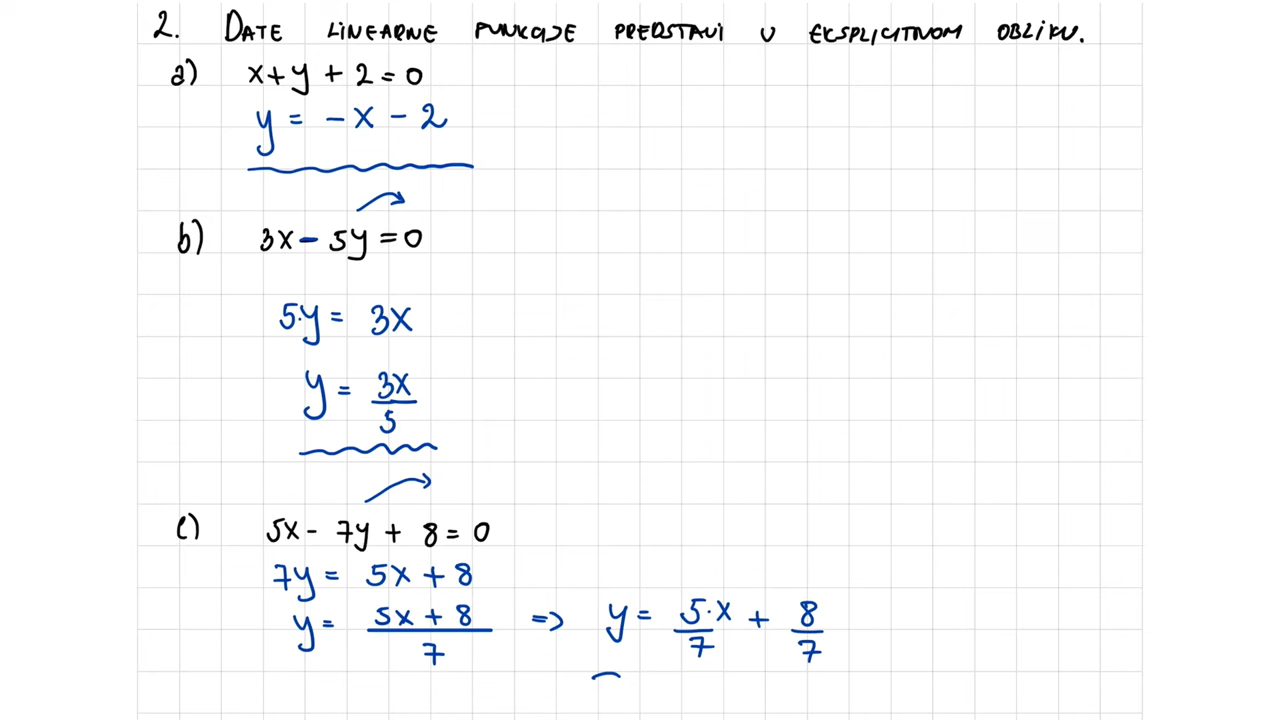 2. DATE LINEARNE FUNKCIJE PREDSTAVI U EKSPLICITNOM OBLIKU.
a) x+y+2=0
y = -x-2
b) 3x-5y=0
5·y = 3x
y = 3x/5
c) 5x-7y+8=0
7y = 5x+8
y = (5x+8)/7 => y = 5·x/7 + 8/7